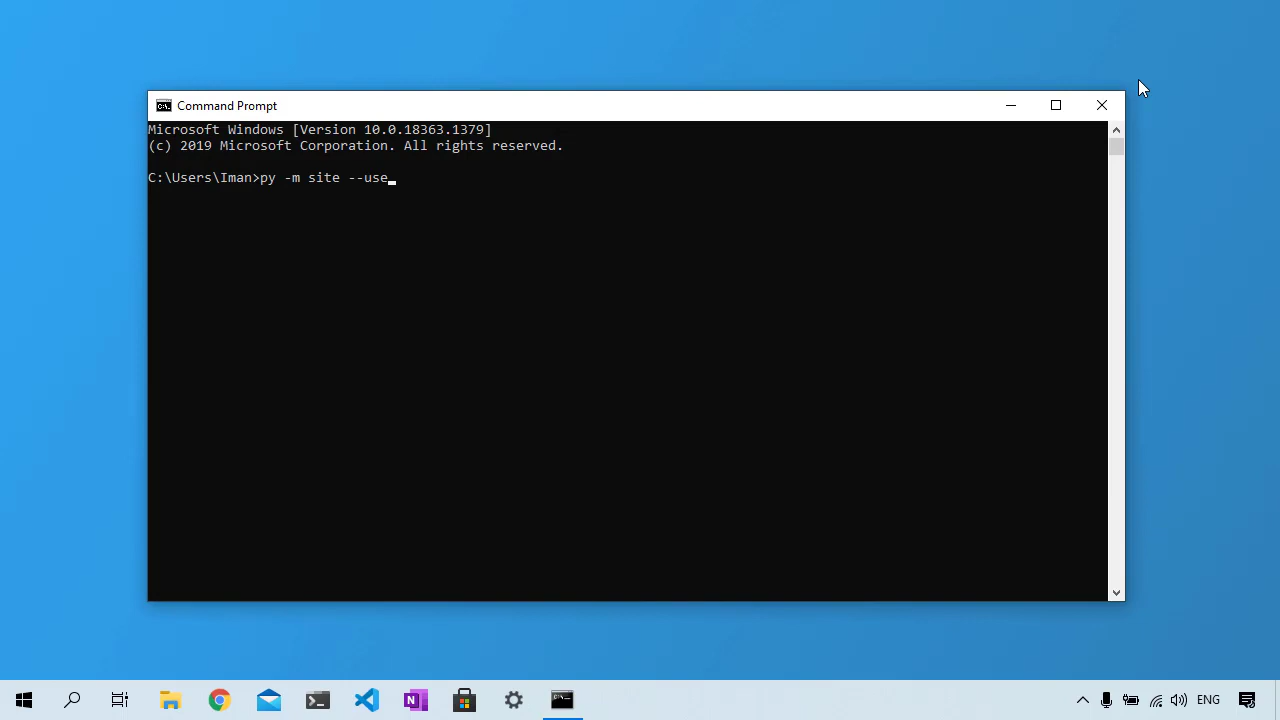 Command Prompt
Microsoft Windows [Version 10.0.18363.1379]
(c) 2019 Microsoft Corporation. All rights reserved.
C:\Users\Iman>py -m site --use
ENG